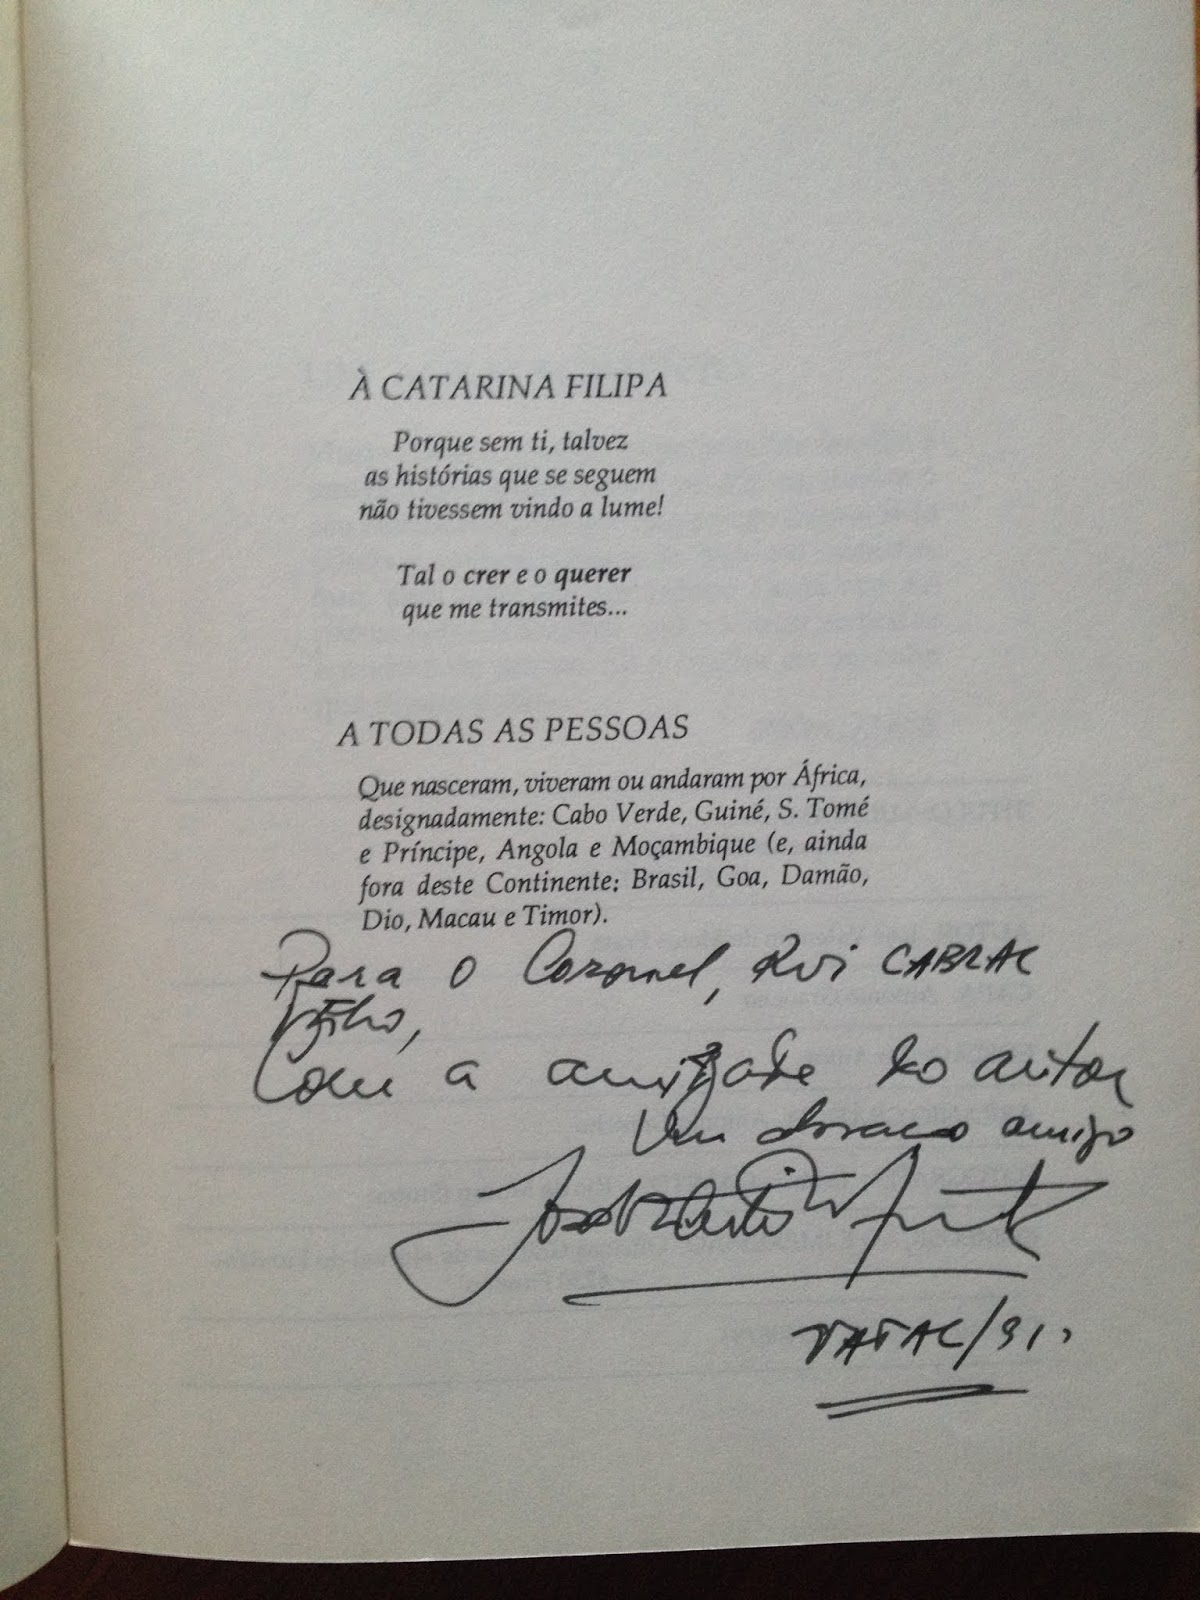 À CATARINA FILIPA
Porque sem ti, talvez
as histórias que se seguem
não tivessem vindo a lume!
Tal o crer e o querer
que me transmites...
A TODAS AS PESSOAS
Que nasceram, viveram ou andaram por África,
designadamente: Cabo Verde, Guiné, S. Tomé
e Príncipe, Angola e Moçambique (e, ainda
fora deste Continente: Brasil, Goa, Damão,
Dio, Macau e Timor).
Para o Coronel, Rui CABRAL
Com a amizade do autor
Um abraço amigo
NATAL/91.